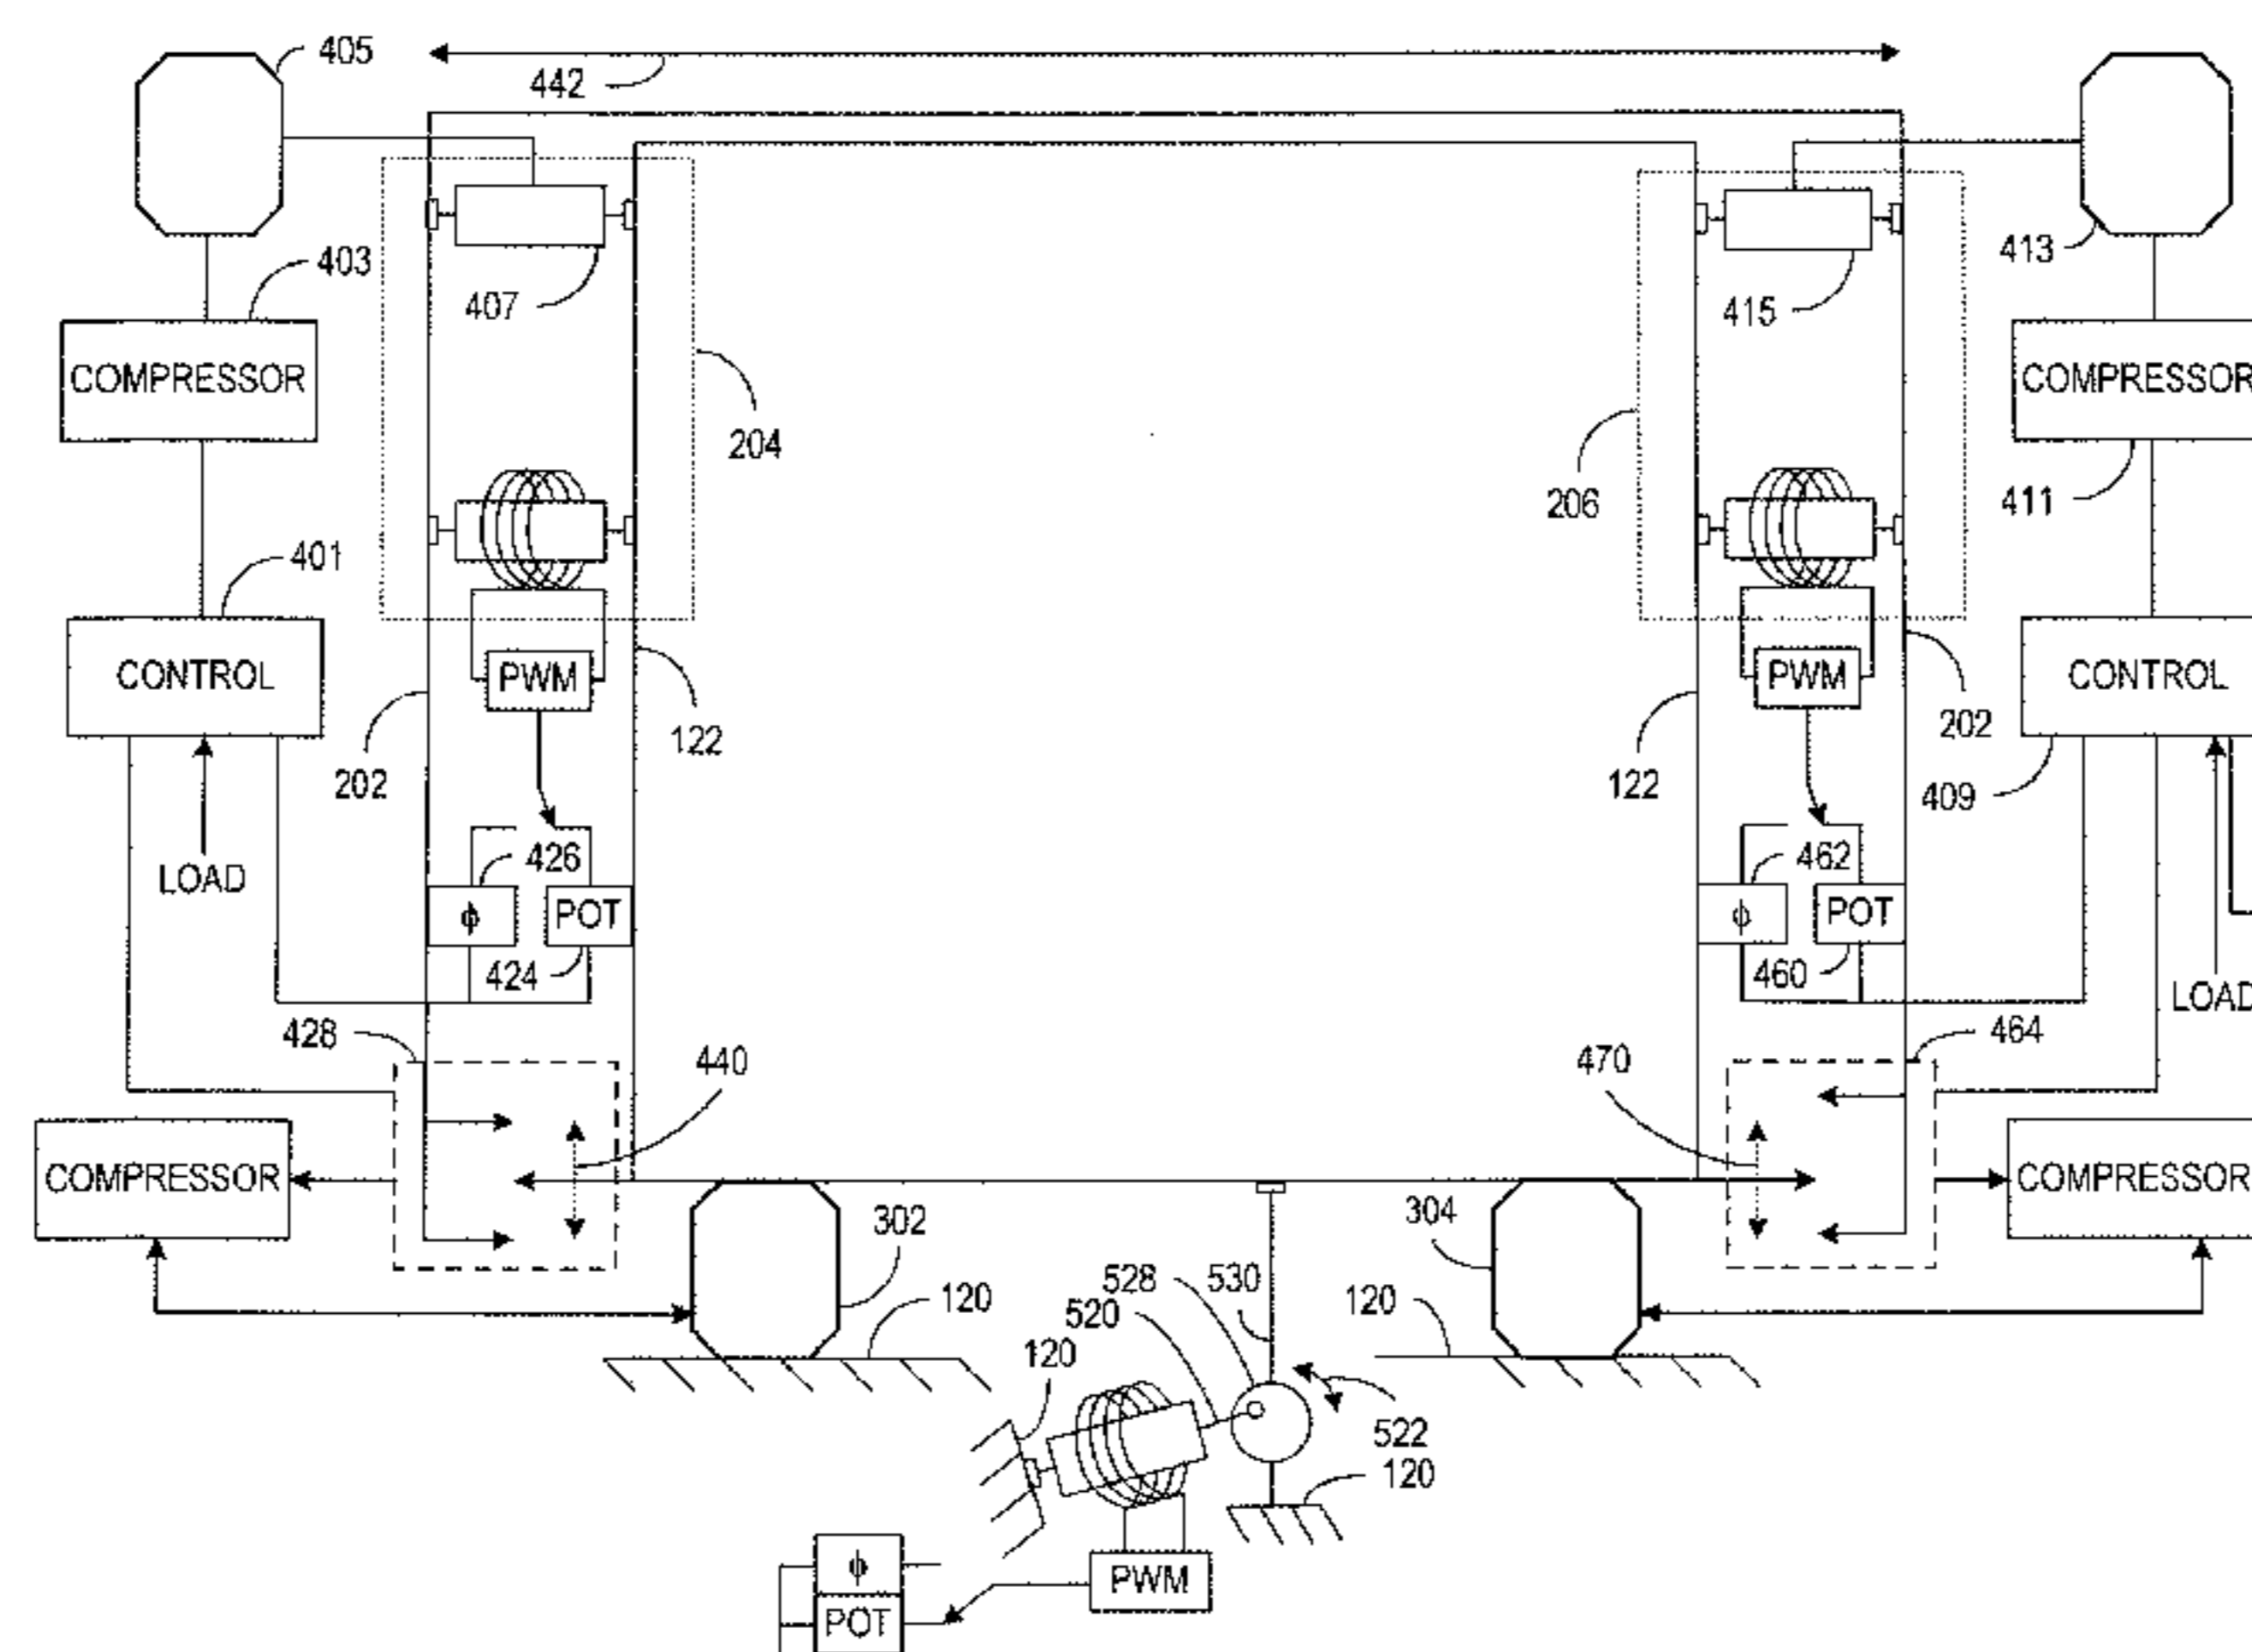 405
442
413
403
407
415
COMPRESSOR
COMPRESSOR
204
206
411
401
CONTROL
PWM
PWM
CONTROL
202
122
122
202
409
LOAD
426
462
ϕ
POT
ϕ
POT
424
460
LOAD
428
440
470
464
COMPRESSOR
COMPRESSOR
302
304
528
530
520
120
120
120
522
120
ϕ
PWM
POT